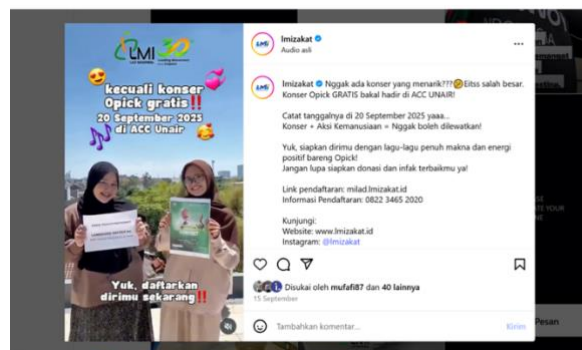 LMI
30
kecuali konser
Opick gratis!!
20 September 2025
di ACC Unair
Yuk, daftarkan
dirimu sekarang!!
lmizakat
Audio asli
lmizakat Nggak ada konser yang menarik??? Eitss salah besar.
Konser Opick GRATIS bakal hadir di ACC UNAIR!
Catat tanggalnya di 20 September 2025 yaaa...
Konser + Aksi Kemanusiaan = Nggak boleh dilewatkan!
Yuk, siapkan dirimu dengan lagu-lagu penuh makna dan energi
positif bareng Opick!
Jangan lupa siapkan donasi dan infak terbaikmu ya!
Link pendaftaran: milad.lmizakat.id
Informasi Pendaftaran: 0822 3465 2020
Kunjungi:
Website: www.lmizakat.id
Instagram: @lmizakat
Disukai oleh mufafi87 dan 40 lainnya
15 September
Tambahkan komentar...
Kirim
Pesan